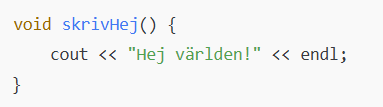 void skrivHej() {
    cout << "Hej världen!" << endl;
}